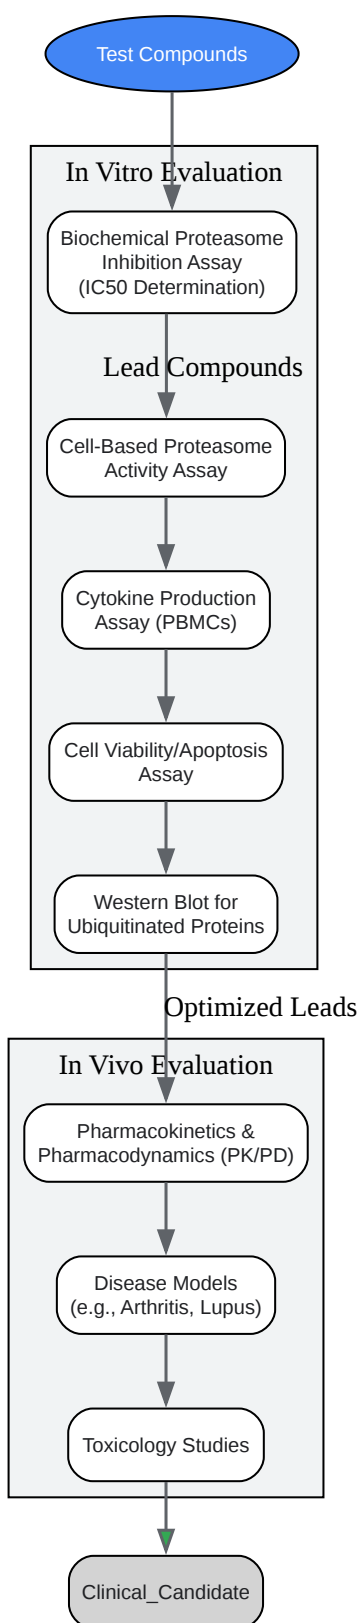 Test Compounds
In Vitro Evaluation
Biochemical Proteasome
Inhibition Assay
(IC50 Determination)
Lead Compounds
Cell-Based Proteasome
Activity Assay
Cytokine Production
Assay (PBMCs)
Cell Viability/Apoptosis
Assay
Western Blot for
Ubiquitinated Proteins
Optimized Leads
In Vivo Evaluation
Pharmacokinetics &
Pharmacodynamics (PK/PD)
Disease Models
(e.g., Arthritis, Lupus)
Toxicology Studies
Clinical_Candidate